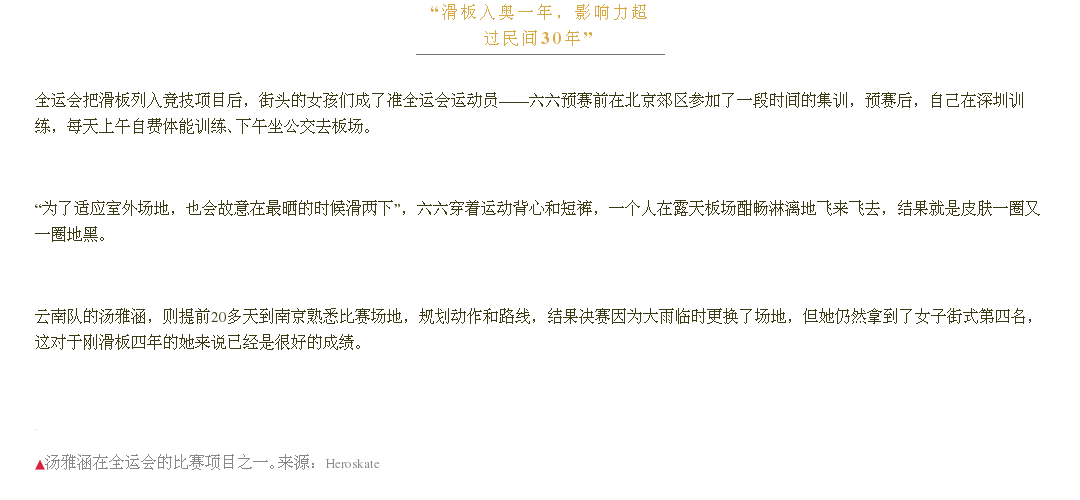 “滑板入奥一年，影响力超
过民间30年”
全运会把滑板列入竞技项目后，街头的女孩们成了准全运会运动员——六六预赛前在北京郊区参加了一段时间的集训，预赛后，自己在深圳训
练，每天上午自费体能训练、下午坐公交去板场。
“为了适应室外场地，也会故意在最晒的时候滑两下”，六六穿着运动背心和短裤，一个人在露天板场酣畅淋漓地飞来飞去，结果就是皮肤一圈又
一圈地黑。
云南队的汤雅涵，则提前20多天到南京熟悉比赛场地，规划动作和路线，结果决赛因为大雨临时更换了场地，但她仍然拿到了女子街式第四名，
这对于刚滑板四年的她来说已经是很好的成绩。
▲汤雅涵在全运会的比赛项目之一。来源：Heroskate